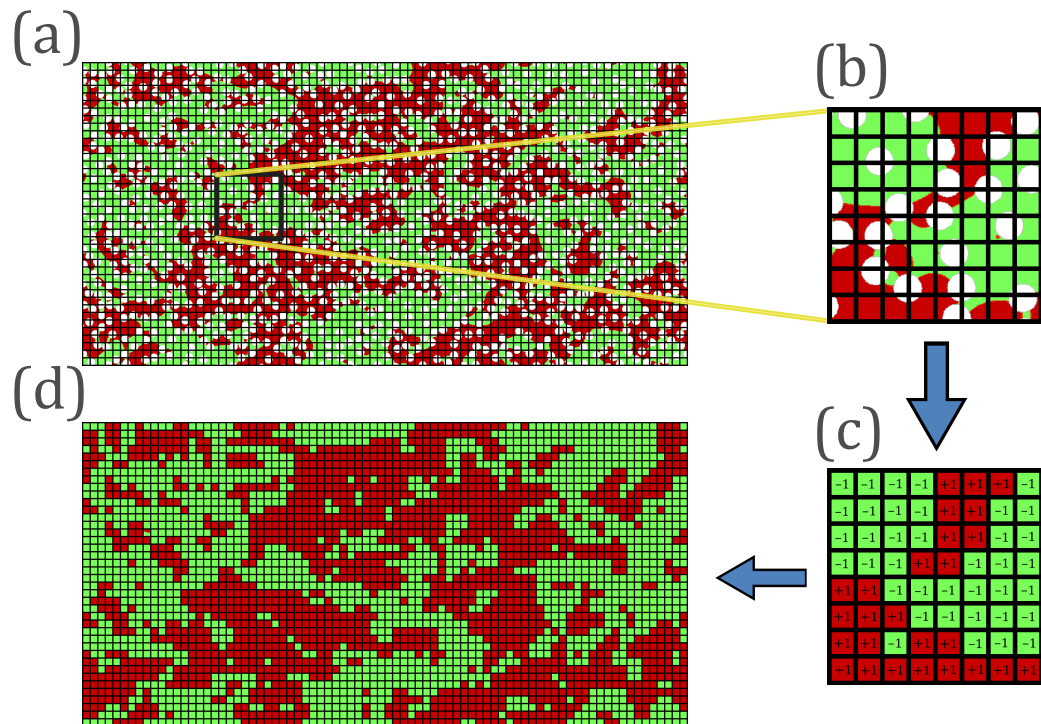 (a)
(b)
(d)
(c)
−1 −1 −1 −1 +1 +1 +1 −1
−1 −1 −1 −1 +1 +1 −1 −1
−1 −1 −1 −1 +1 +1 −1 −1
−1 −1 −1 +1 +1 −1 −1 −1
+1 +1 −1 −1 −1 −1 −1 −1
+1 +1 +1 −1 −1 −1 −1 −1
+1 +1 −1 +1 +1 −1 −1 −1
+1 +1 +1 +1 +1 +1 +1 +1